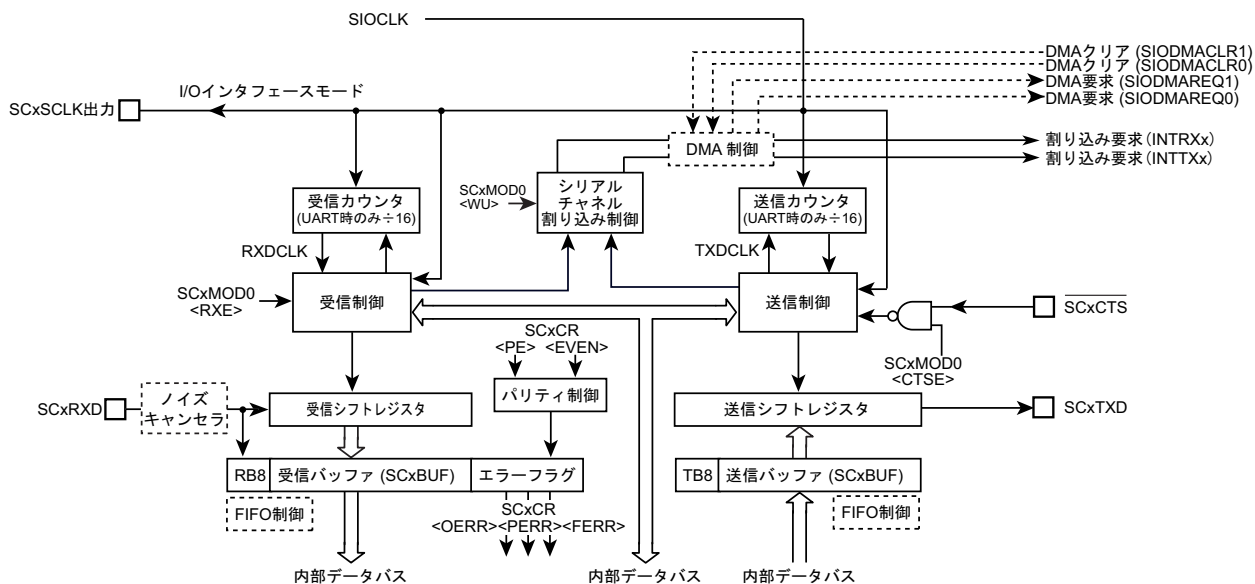 SIOCLK
DMAクリア (SIODMACLR1)
DMAクリア (SIODMACLR0)
DMA要求 (SIODMAREQ1)
DMA要求 (SIODMAREQ0)
I/Oインタフェースモード
SCxSCLK出力
DMA 制御
割り込み要求 (INTRXx)
割り込み要求 (INTTXx)
受信カウンタ
(UART時のみ÷16)
SCxMOD0
<WU>
シリアル
チャネル
割り込み制御
送信カウンタ
(UART時のみ÷16)
RXDCLK
TXDCLK
SCxMOD0
<RXE>
受信制御
送信制御
SCxCTS
SCxCR
<PE>
<EVEN>
SCxMOD0
<CTSE>
パリティ制御
SCxRXD
ノイズ
キャンセラ
受信シフトレジスタ
送信シフトレジスタ
SCxTXD
RB8
受信バッファ (SCxBUF)
エラーフラグ
TB8
送信バッファ (SCxBUF)
FIFO制御
SCxCR
<OERR><PERR><FERR>
FIFO制御
内部データバス
内部データバス
内部データバス